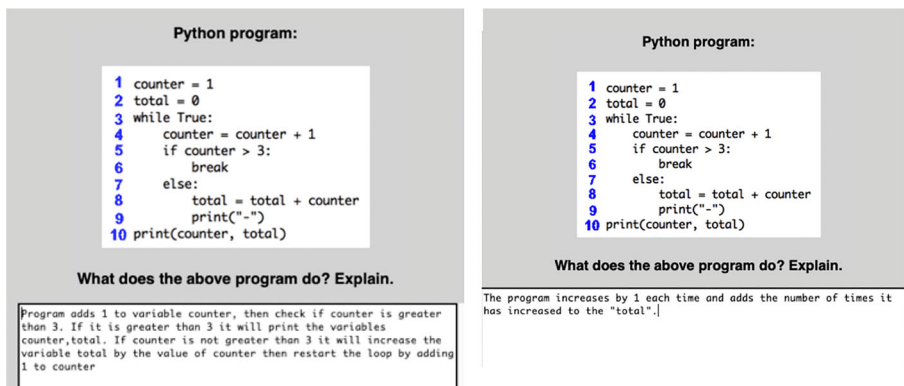 Python program:
1 counter = 1
2 total = 0
3 while True:
4 counter = counter + 1
5 if counter > 3:
6 break
7 else:
8 total = total + counter
9 print("-")
10 print(counter, total)
What does the above program do? Explain.
Program adds 1 to variable counter, then check if counter is greater
than 3. If it is greater than 3 it will print the variables
counter,total. If counter is not greater than 3 it will increase the
variable total by the value of counter then restart the loop by adding
1 to counter
Python program:
1 counter = 1
2 total = 0
3 while True:
4 counter = counter + 1
5 if counter > 3:
6 break
7 else:
8 total = total + counter
9 print("-")
10 print(counter, total)
What does the above program do? Explain.
The program increases by 1 each time and adds the number of times it
has increased to the "total".